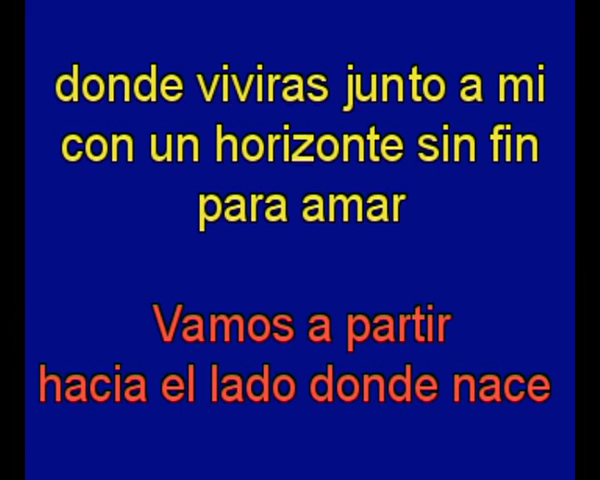 donde viviras junto a mi
con un horizonte sin fin
para amar
Vamos a partir
hacia el lado donde nace